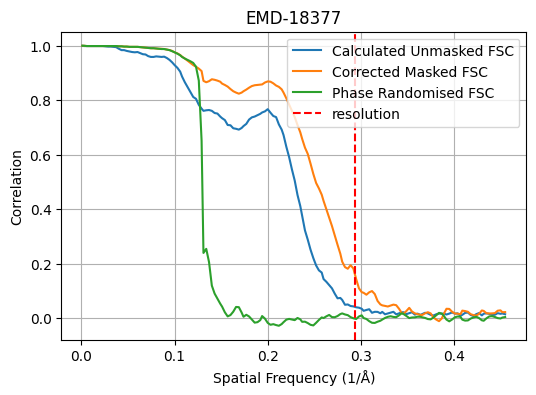 EMD-18377
Calculated Unmasked FSC
Corrected Masked FSC
Phase Randomised FSC
resolution
Correlation
1.0
0.8
0.6
0.4
0.2
0.0
0.0 0.1 0.2 0.3 0.4
Spatial Frequency (1/Å)